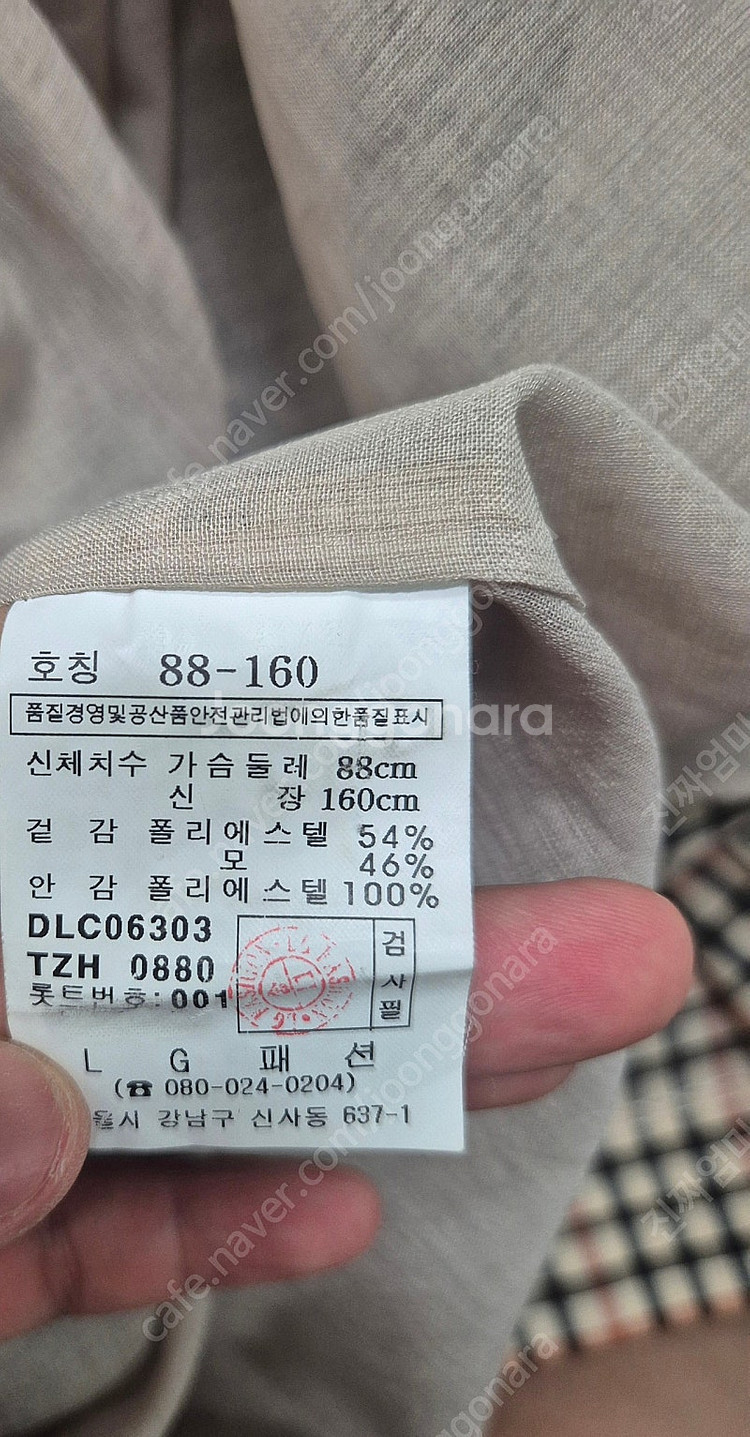 호칭 88-160
품질경영및공산품안전관리법에의한품질표시
신체치수 가슴둘레 88cm
신 장 160cm
겉 감 폴리에스텔 54%
모 46%
안 감 폴리에스텔 100%
DLC06303
TZH 0880
롯트번호:001
검사필
L G 패션
(☎ 080-024-0204)
울시 강남구 신사동 637-1
Joonggonara
cafe.naver.com/joonggonara
cafe.naver.com/joonggonara